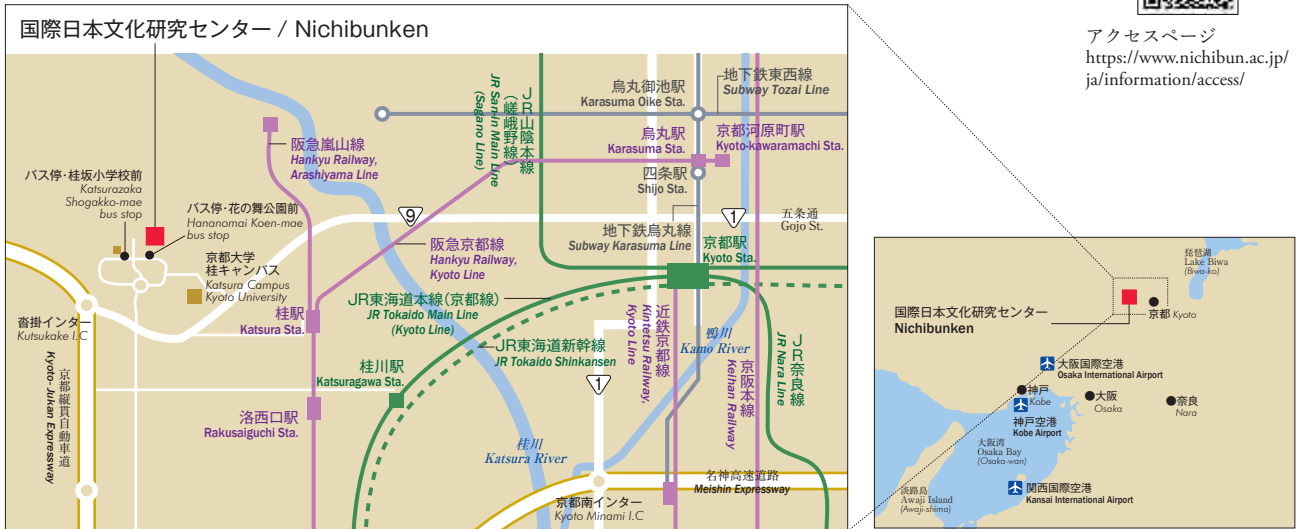 国際日本文化研究センター / Nichibunken
アクセスページ
https://www.nichibun.ac.jp/
ja/information/access/
JR山陰本線
(嵯峨野線)
JR San-In Main Line
(Sagano Line)
烏丸御池駅
Karasuma Oike Sta.
地下鉄東西線
Subway Tozai Line
阪急嵐山線
Hankyu Railway,
Arashiyama Line
烏丸駅
Karasuma Sta.
京都河原町駅
Kyoto-kawaramachi Sta.
四条駅
Shijo Sta.
バス停・桂坂小学校前
Katsurazaka
Shogakko-mae
bus stop
バス停・花の舞公園前
Hananomai Koen-mae
bus stop
9
1
五条通
Gojo St.
地下鉄烏丸線
Subway Karasuma Line
阪急京都線
Hankyu Railway,
Kyoto Line
京都駅
Kyoto Sta.
京都大学
桂キャンパス
Katsura Campus
Kyoto University
JR東海道本線(京都線)
JR Tokaido Main Line
(Kyoto Line)
沓掛インター
Kutsukake I.C
桂駅
Katsura Sta.
JR東海道新幹線
JR Tokaido Shinkansen
近鉄京都線
Kintetsu Railway,
Kyoto Line
鴨川
Kamo River
京阪本線
Keihan Railway
JR奈良線
JR Nara Line
京都縦貫自動車道
Kyoto-Jukan Expressway
桂川駅
Katsuragawa Sta.
1
洛西口駅
Rakusaiguchi Sta.
桂川
Katsura River
名神高速道路
Meishin Expressway
京都南インター
Kyoto Minami I.C
琵琶湖
Lake Biwa
(Biwa-ko)
国際日本文化研究センター
Nichibunken
京都 Kyoto
大阪国際空港
Osaka International Airport
神戸
Kobe
大阪
Osaka
奈良
Nara
神戸空港
Kobe Airport
大阪湾
Osaka Bay
(Osaka-wan)
淡路島
Awaji Island
(Awaji-shima)
関西国際空港
Kansai International Airport